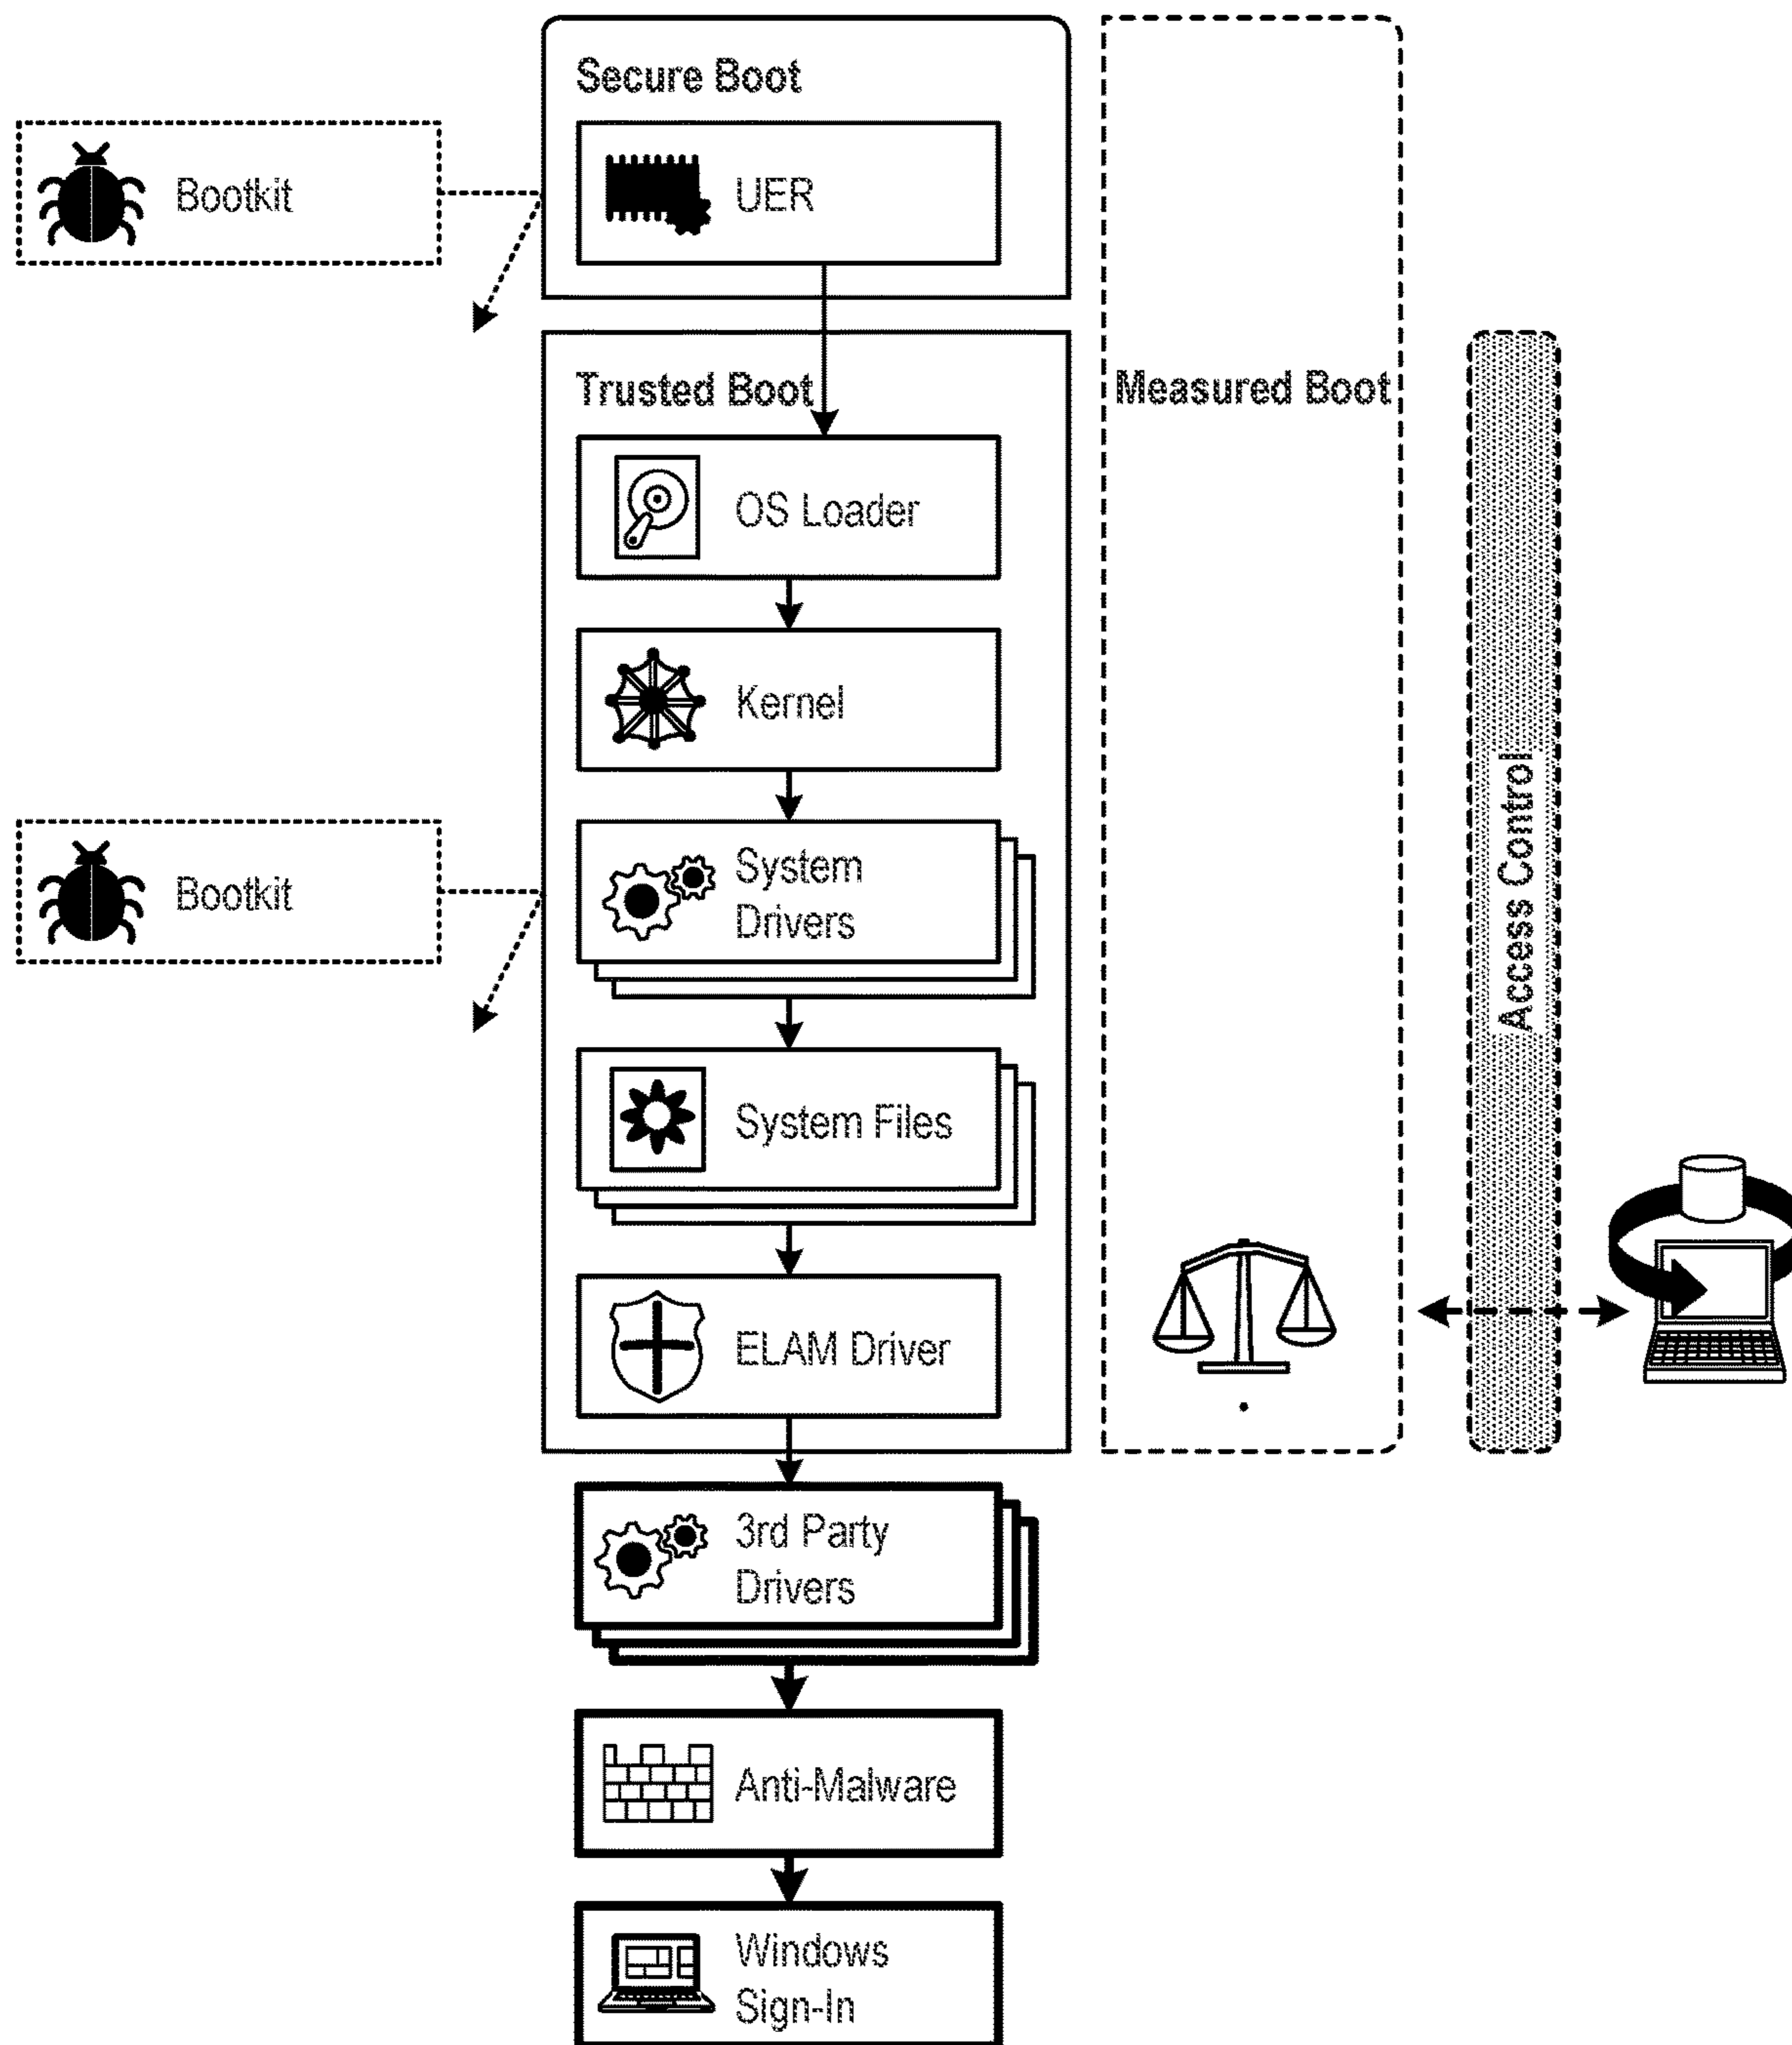 Secure Boot
Bootkit
UER
Trusted Boot
Measured Boot
OS Loader
Kernel
Bootkit
System
Drivers
Access Control
System Files
ELAM Driver
3rd Party
Drivers
Anti-Malware
Windows
Sign-In